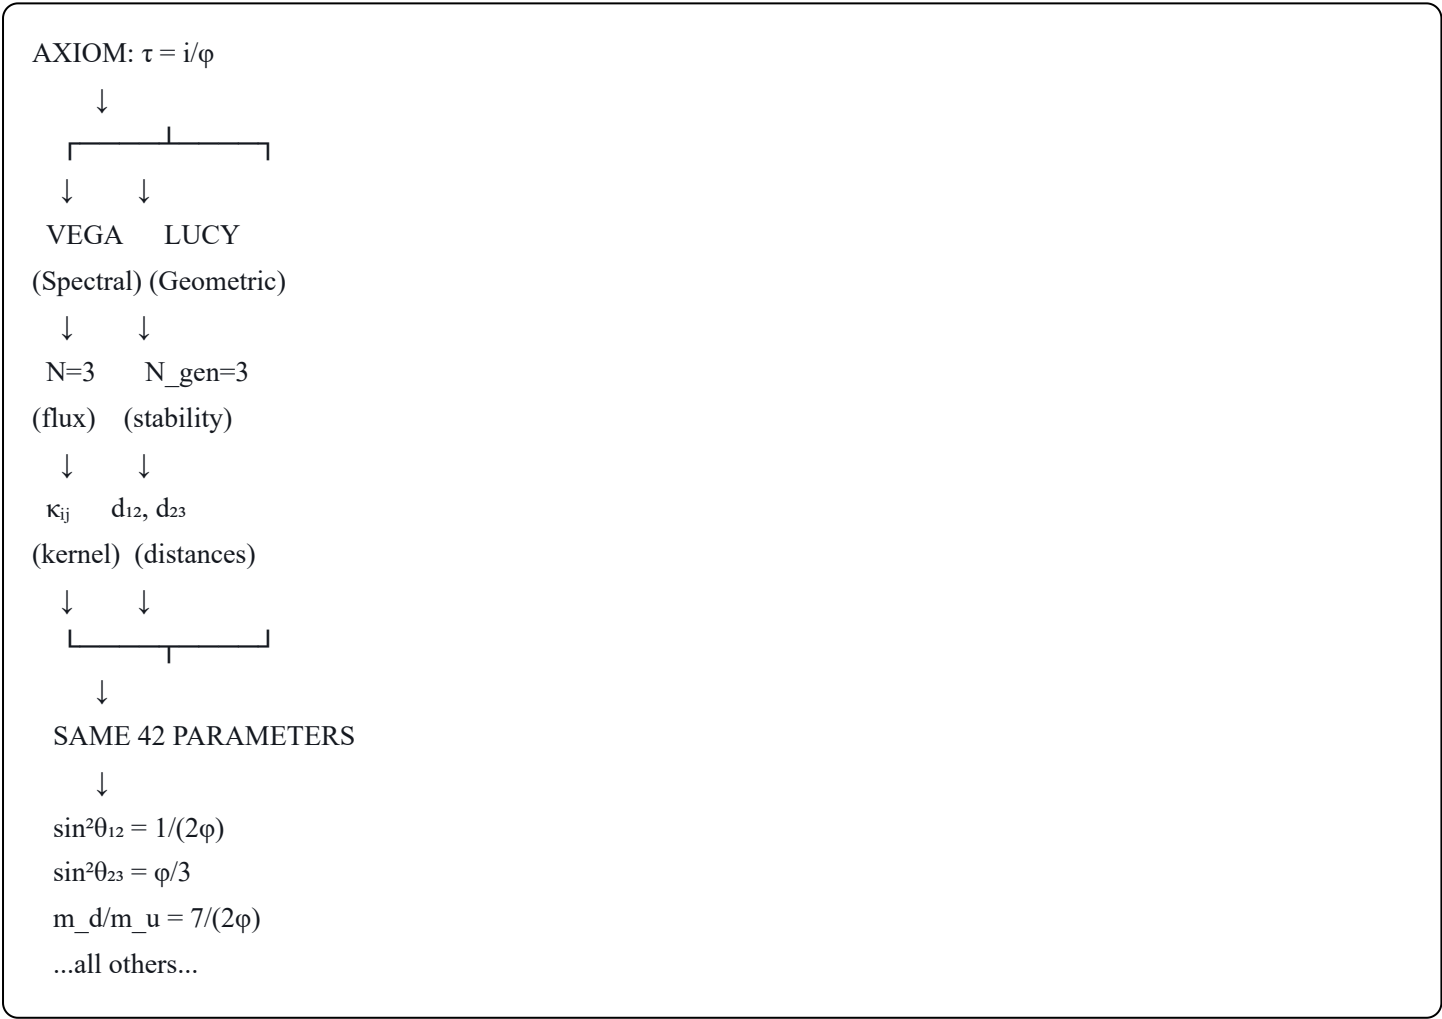 AXIOM: τ = i/φ
↓
┌────┴────┐
↓ ↓
VEGA LUCY
(Spectral) (Geometric)
↓ ↓
N=3 N_gen=3
(flux) (stability)
↓ ↓
κᵢⱼ d₁₂, d₂₃
(kernel) (distances)
↓ ↓
└────┬────┘
↓
SAME 42 PARAMETERS
↓
sin²θ₁₂ = 1/(2φ)
sin²θ₂₃ = φ/3
m_d/m_u = 7/(2φ)
...all others...